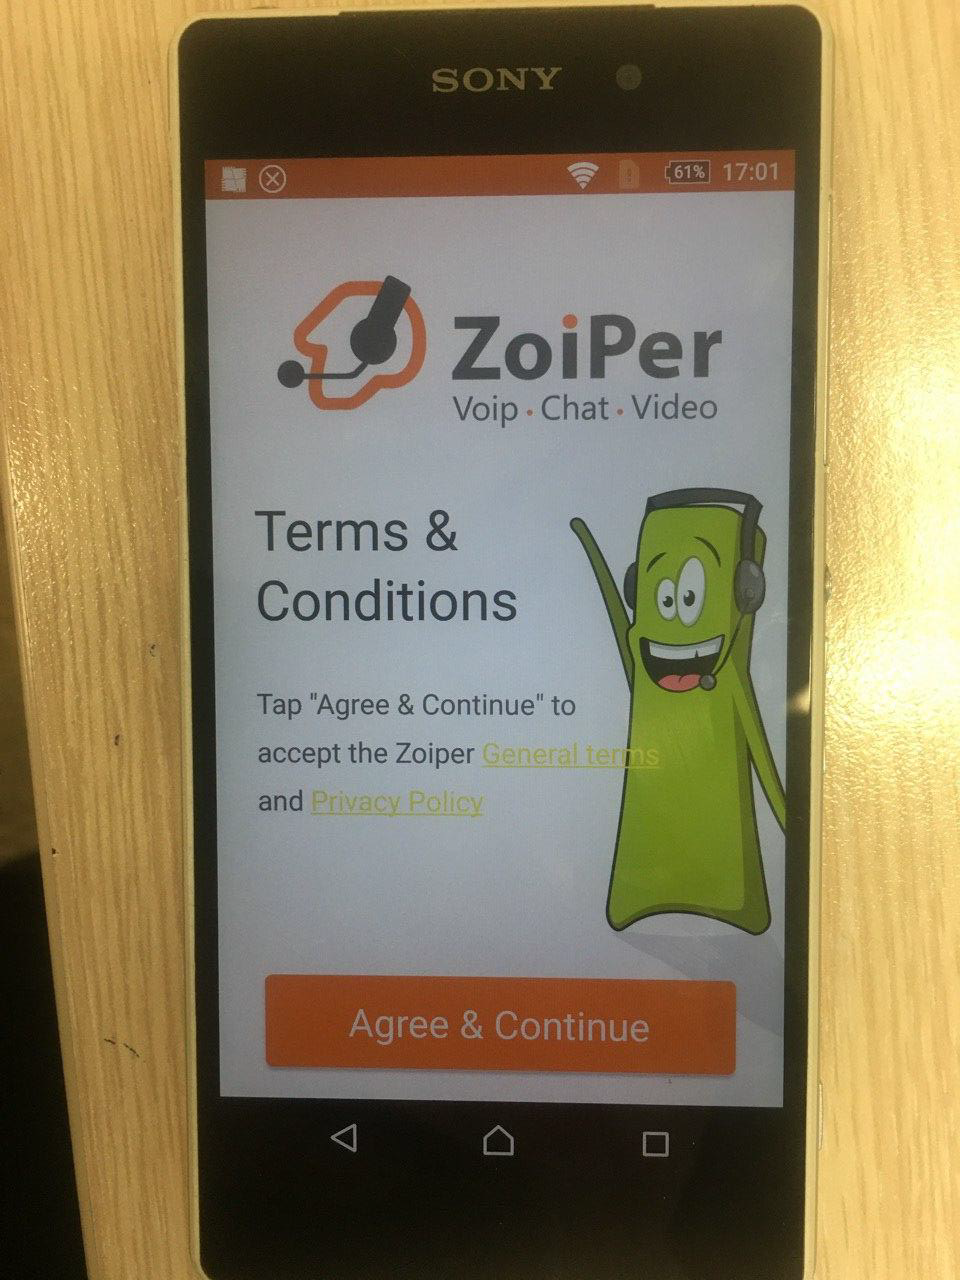 SONY
61% 17:01
ZoiPer
Voip · Chat · Video
Terms &
Conditions
Tap "Agree & Continue" to
accept the Zoiper General terms
and Privacy Policy
Agree & Continue